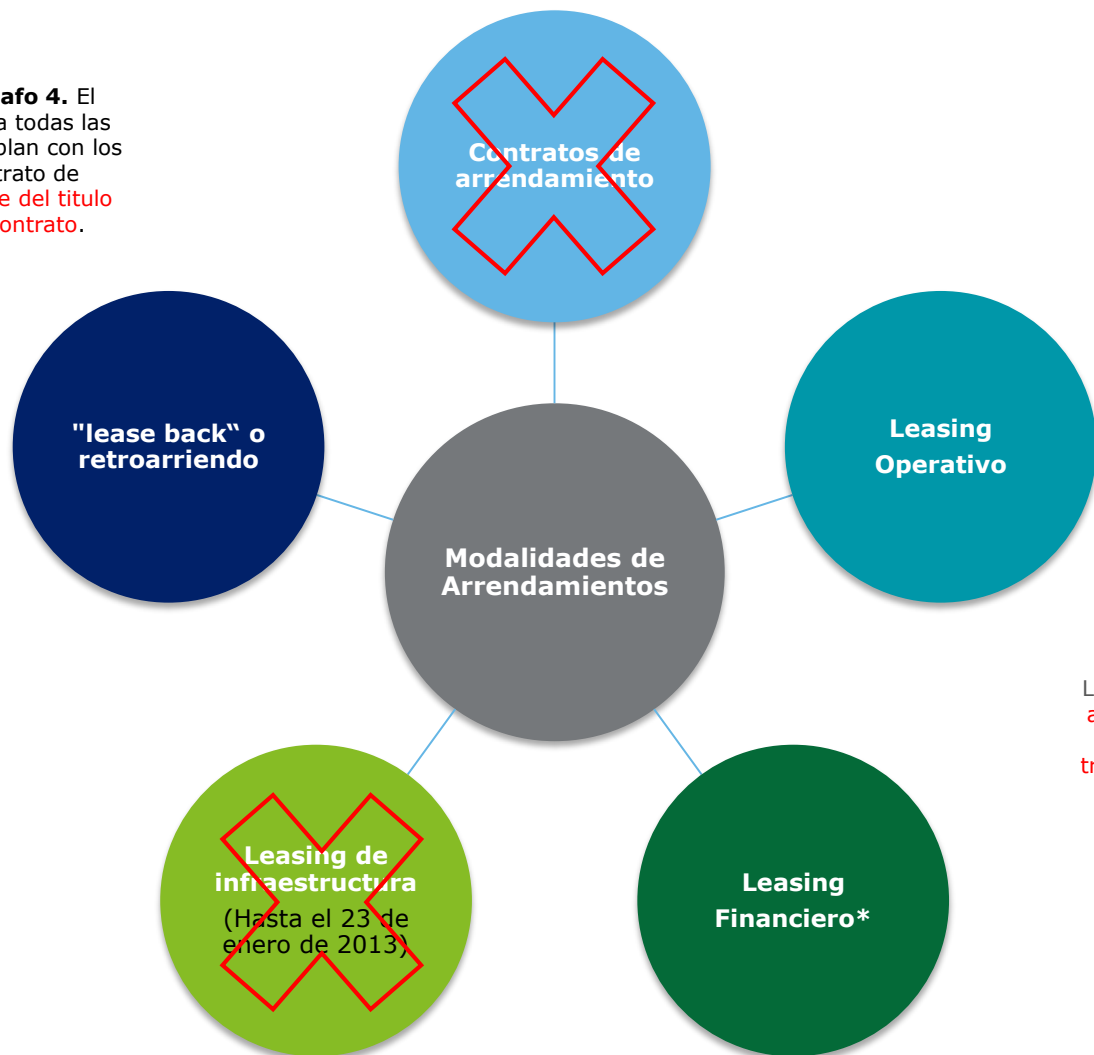 afo 4. El
a todas las
plan con los
trato de
e del titulo
ontrato.
Contratos de
arrendamiento
"lease back“ o
retroarriendo
Leasing
Operativo
Modalidades de
Arrendamientos
L
a
tr
Leasing de
infraestructura
(Hasta el 23 de
enero de 2013)
Leasing
Financiero*